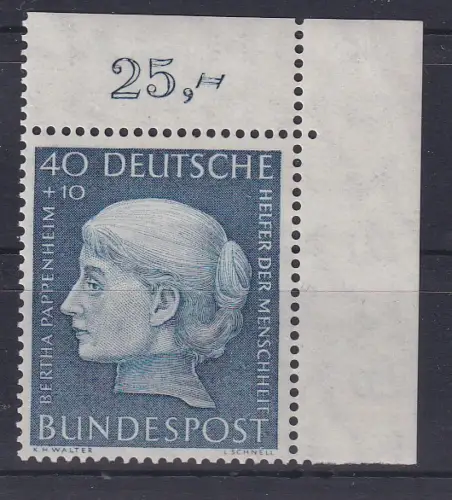 25,-
40 DEUTSCHE
+ 10
BERTHA PAPPENHEIM
HELFER DER MENSCHHEIT
BUNDESPOST
K.H.WALTER
L.SCHNELL